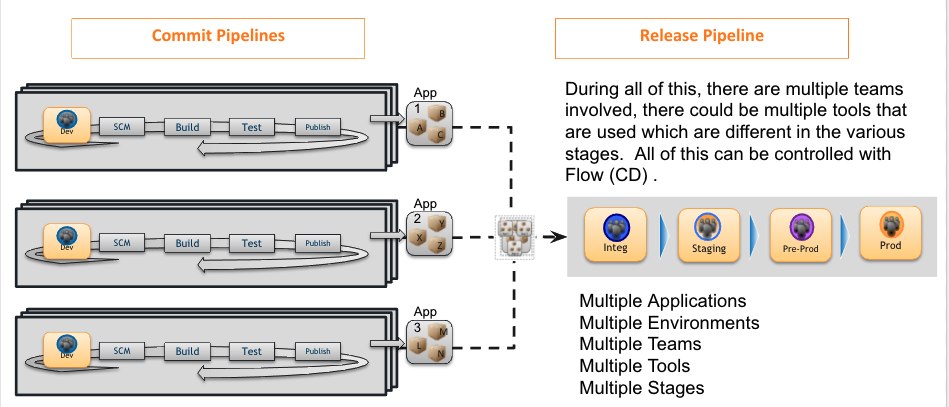 Commit Pipelines
Release Pipeline
During all of this, there are multiple teams
involved, there could be multiple tools that
are used which are different in the various
stages.  All of this can be controlled with
Flow (CD) .
App
1
A
B
C
Dev
SCM
Build
Test
Publish
App
2
X
Y
Z
Dev
SCM
Build
Test
Publish
App
3
L
M
N
Dev
SCM
Build
Test
Publish
Integ
Staging
Pre-Prod
Prod
Multiple Applications
Multiple Environments
Multiple Teams
Multiple Tools
Multiple Stages